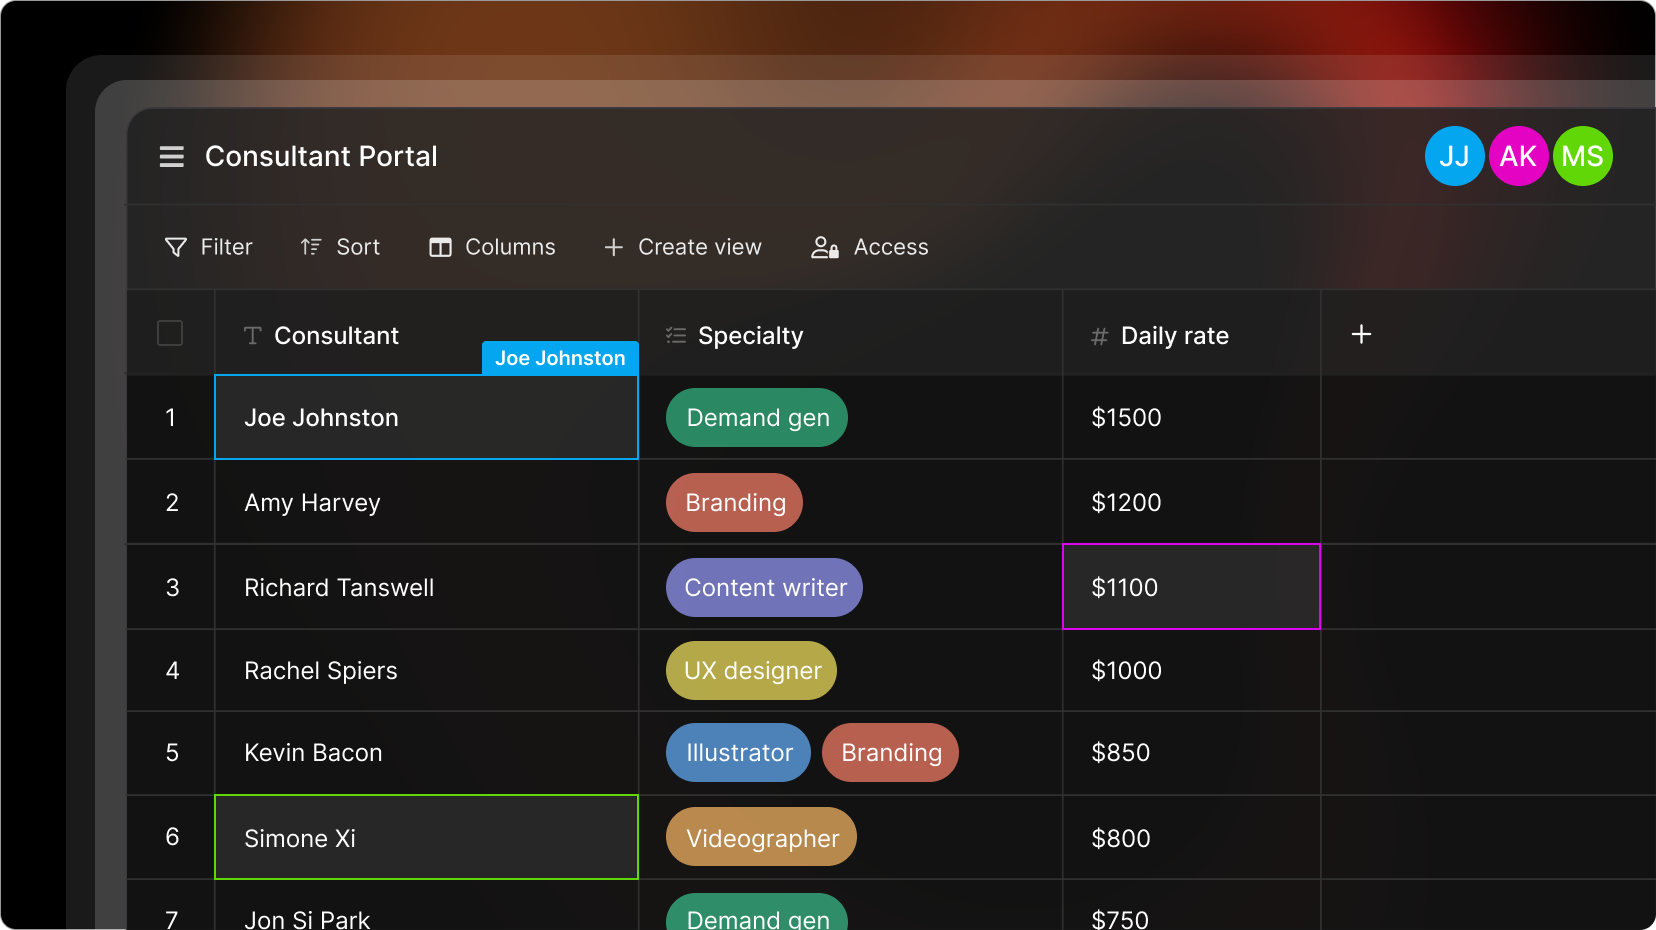 Consultant Portal
JJ AK MS
Filter Sort Columns Create view Access
Consultant Specialty # Daily rate +
Joe Johnston
1 Joe Johnston Demand gen $1500
2 Amy Harvey Branding $1200
3 Richard Tanswell Content writer $1100
4 Rachel Spiers UX designer $1000
5 Kevin Bacon Illustrator Branding $850
6 Simone Xi Videographer $800
7 Jon Si Park Demand gen $750